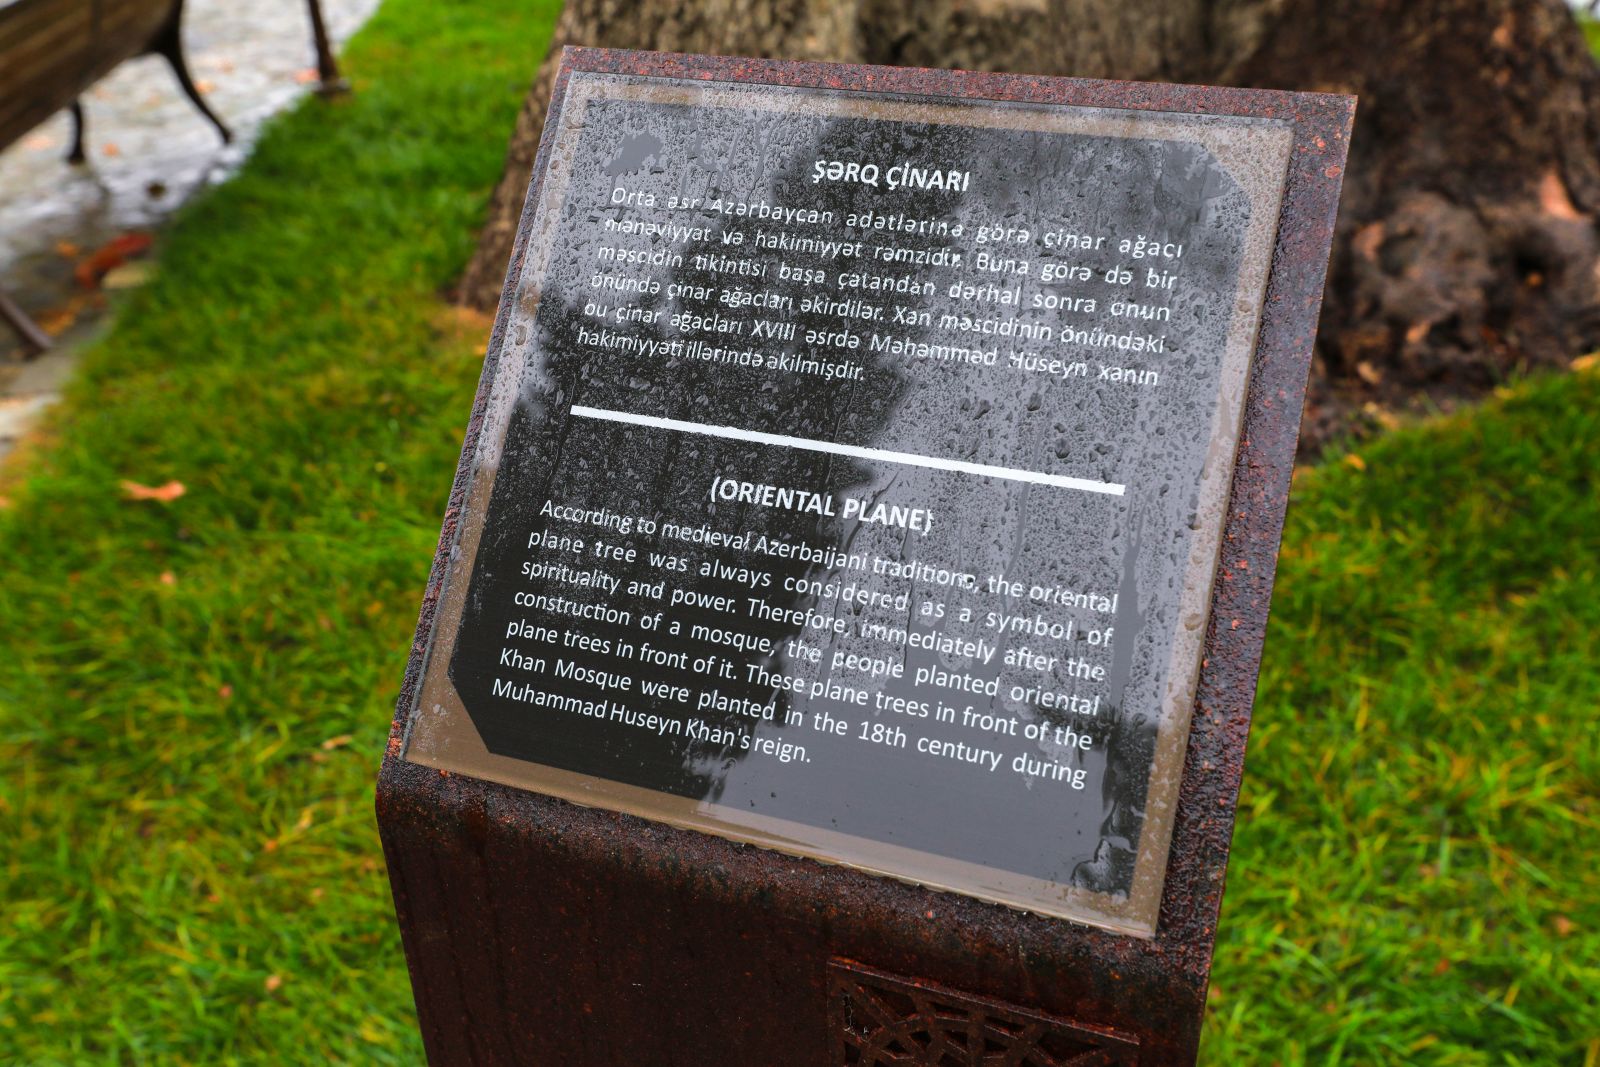 ŞƏRQ ÇİNARI
Orta əsr Azərbaycan adətlərinə görə çinar ağacı
mənəviyyat və hakimiyyət rəmzidir. Buna görə də bir
məscidin tikintisi başa çatandan dərhal sonra onun
önündə çinar ağacları əkirdilər. Xan məscidinin önündəki
bu çinar ağacları XVIII əsrdə Məhəmməd Hüseyn xanın
hakimiyyəti illərində əkilmişdir.
(ORIENTAL PLANE)
According to medieval Azerbaijani traditions, the oriental
plane tree was always considered as a symbol of
spirituality and power. Therefore, immediately after the
construction of a mosque, the people planted oriental
plane trees in front of it. These plane trees in front of the
Khan Mosque were planted in the 18th century during
Muhammad Huseyn Khan's reign.